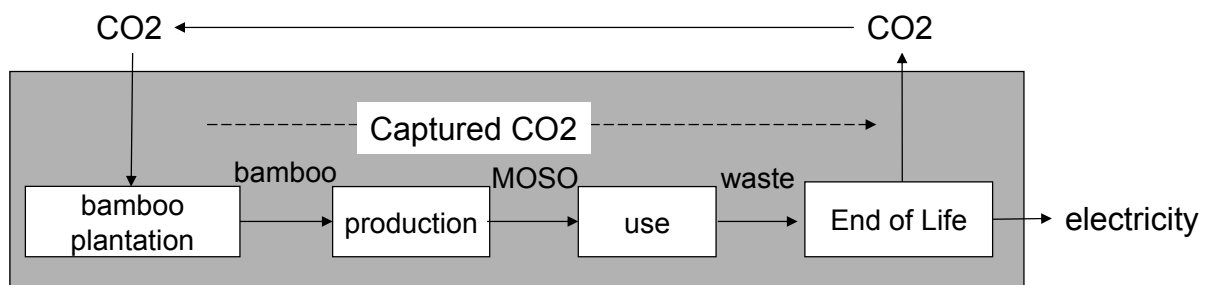 CO2
CO2
Captured CO2
bamboo
MOSO
waste
bamboo
plantation
production
use
End of Life
electricity